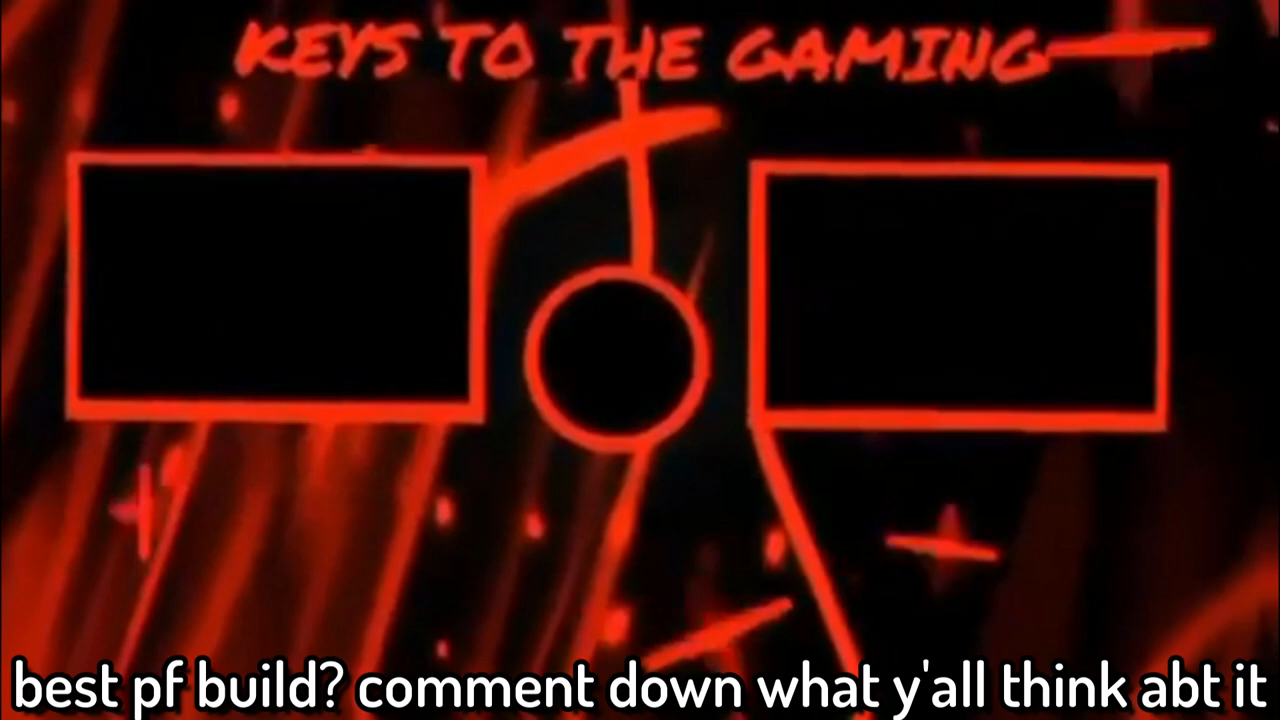 KEYS TO THE GAMING
best pf build? comment down what y'all think abt it